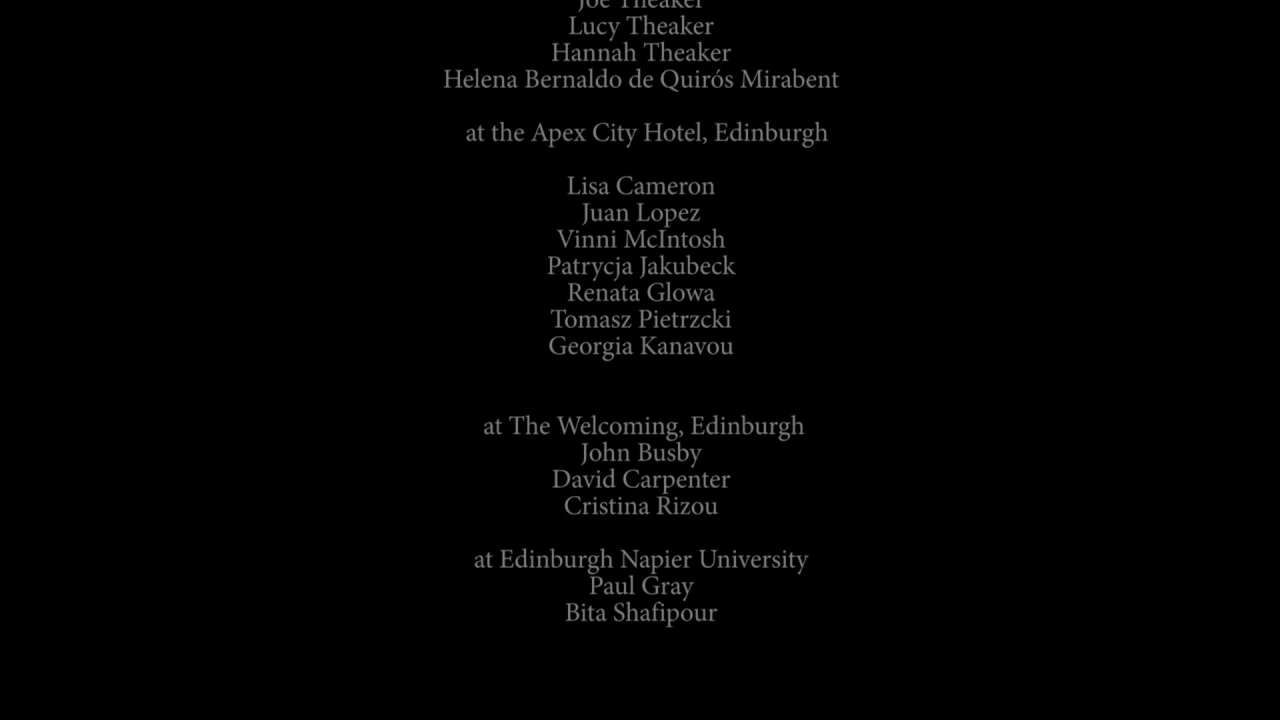 Joe Theaker
Lucy Theaker
Hannah Theaker
Helena Bernaldo de Quirós Mirabent
at the Apex City Hotel, Edinburgh
Lisa Cameron
Juan Lopez
Vinni McIntosh
Patrycja Jakubeck
Renata Glowa
Tomasz Pietrzcki
Georgia Kanavou
at The Welcoming, Edinburgh
John Busby
David Carpenter
Cristina Rizou
at Edinburgh Napier University
Paul Gray
Bita Shafipour